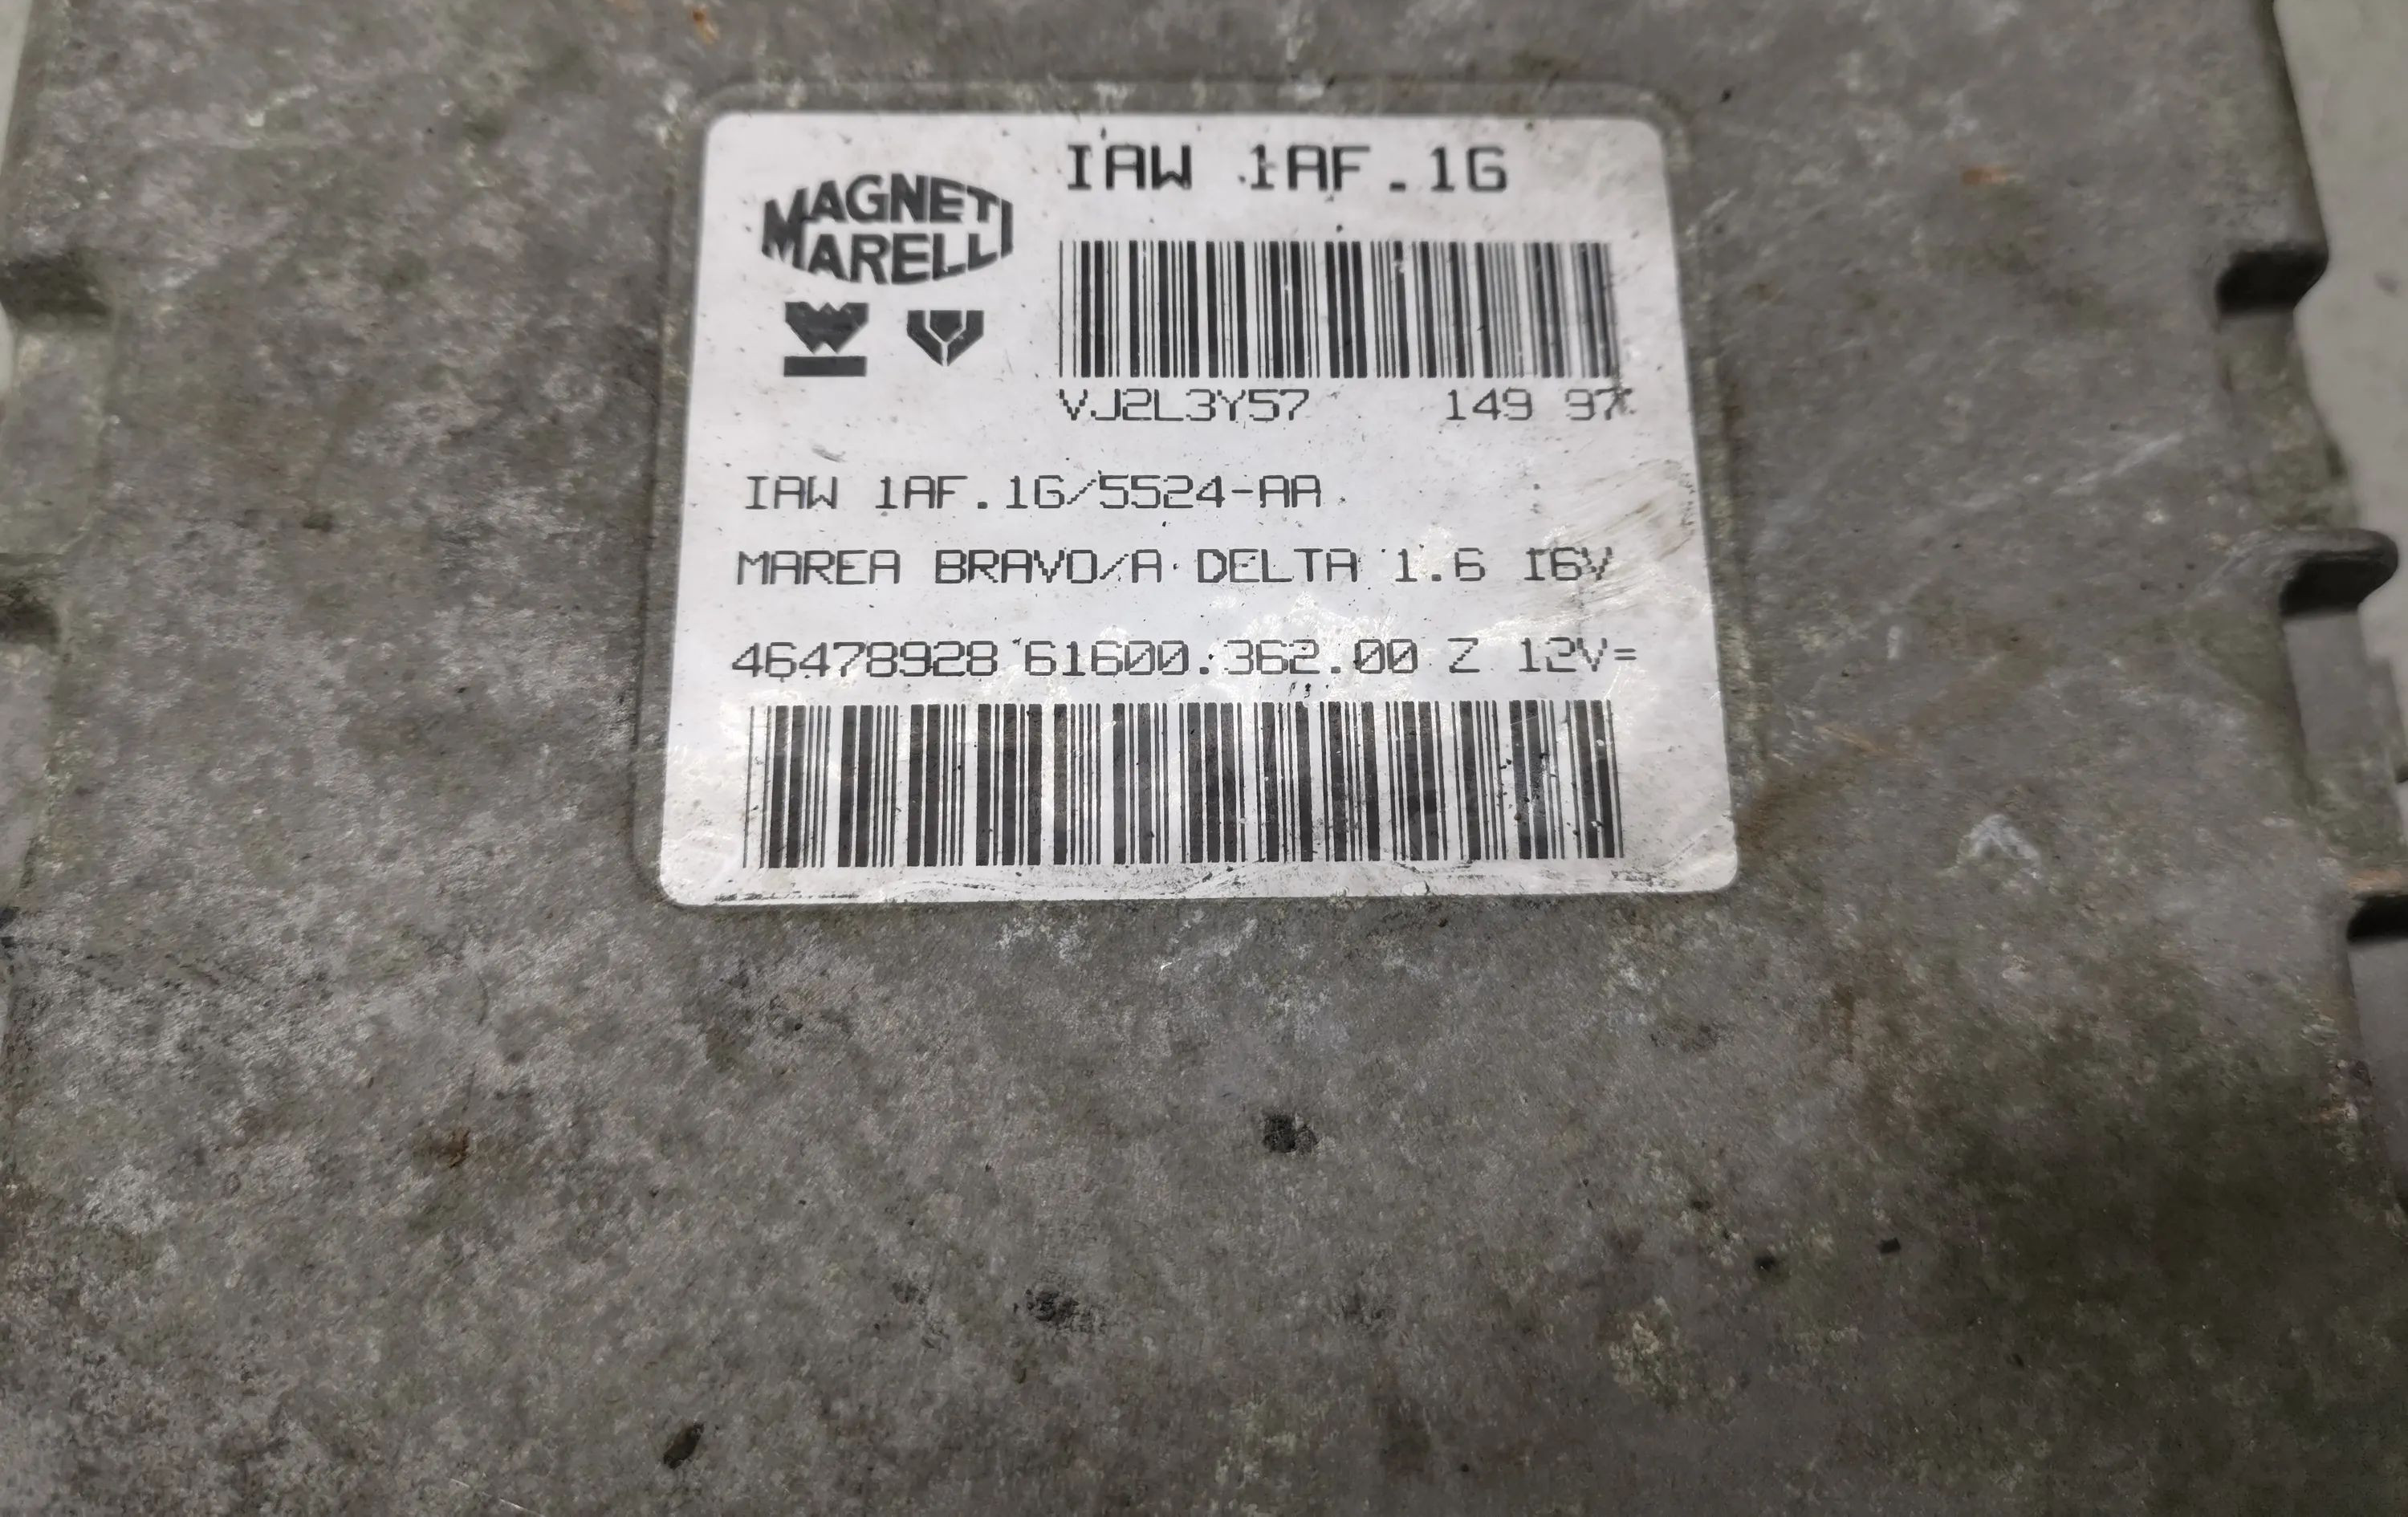 IAW 1AF.1G
MAGNETI
MARELLI
VJ2L3Y57 149 97
IAW 1AF.1G/5524-AA
MAREA BRAVO/A DELTA 1.6 16V
46478928 61600.362.00 Z 12V=